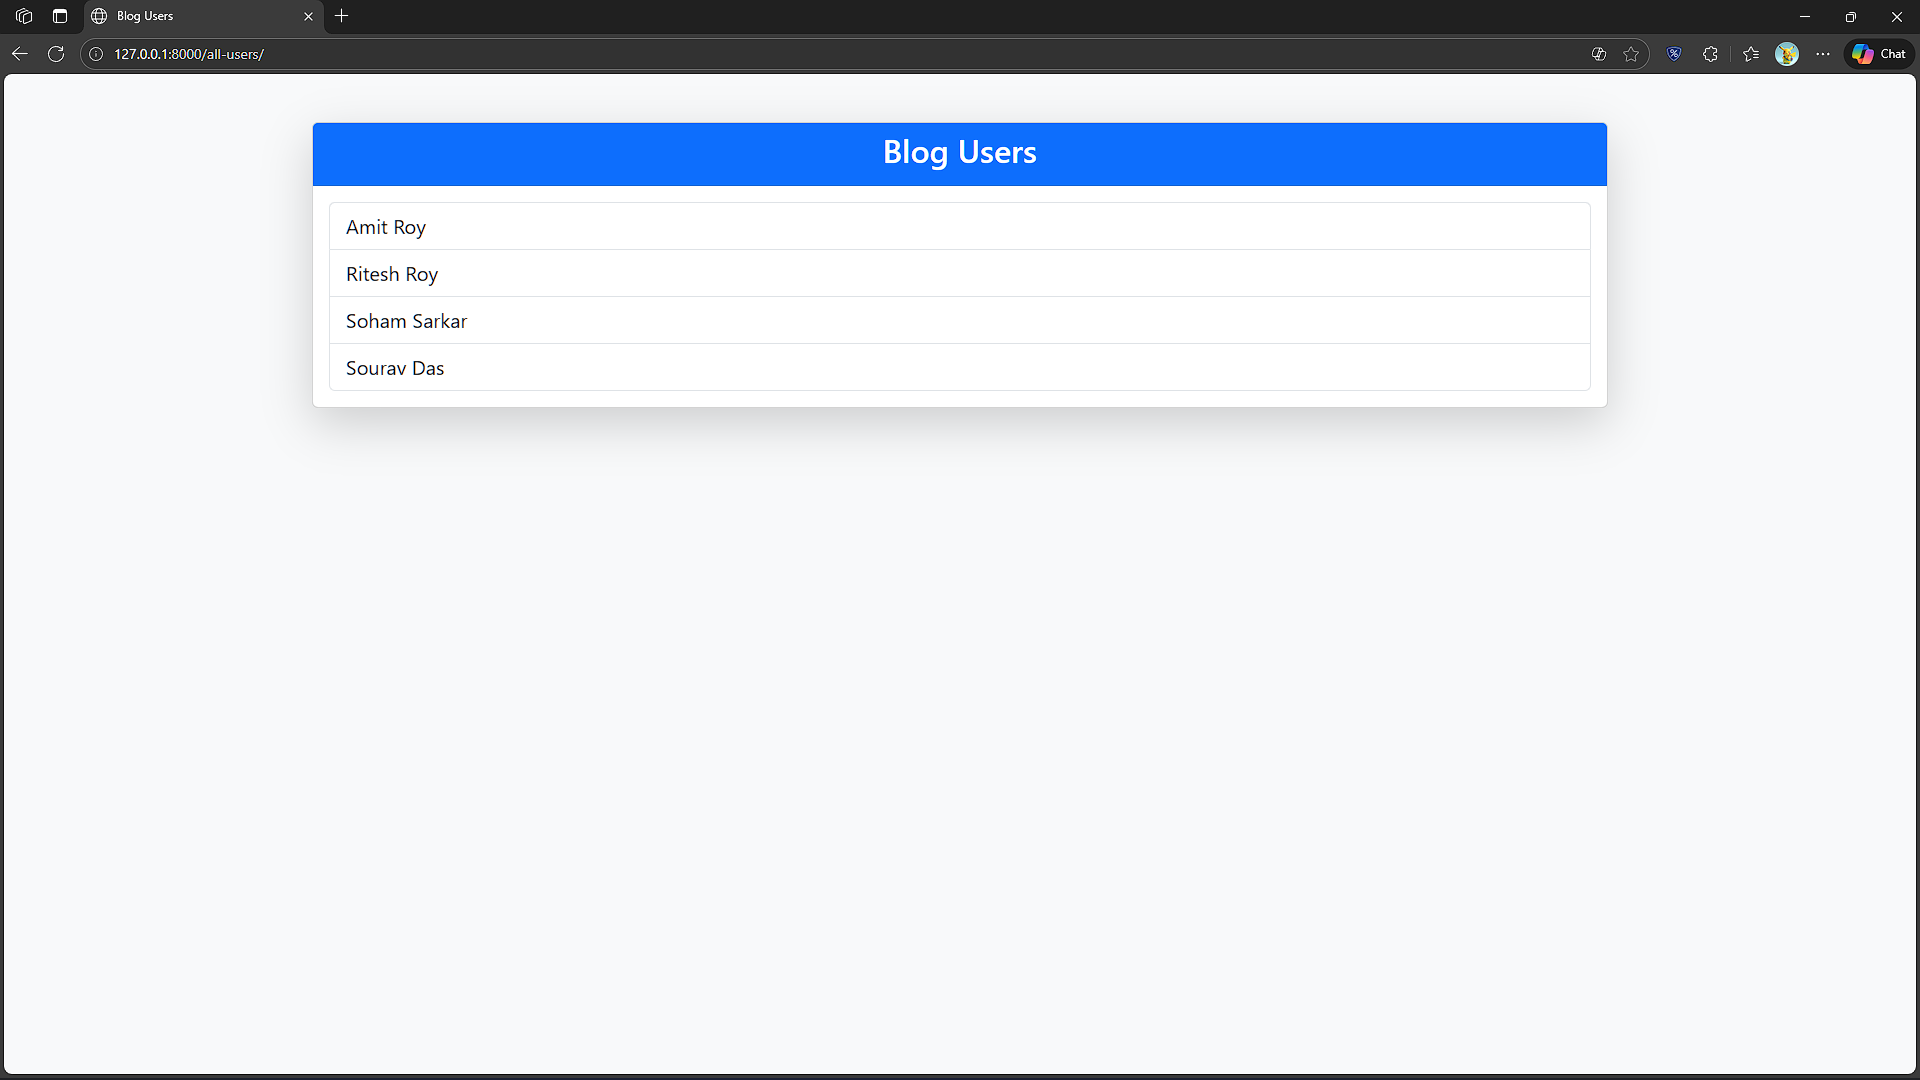 Blog Users
127.0.0.1:8000/all-users/
Chat
Blog Users
Amit Roy
Ritesh Roy
Soham Sarkar
Sourav Das